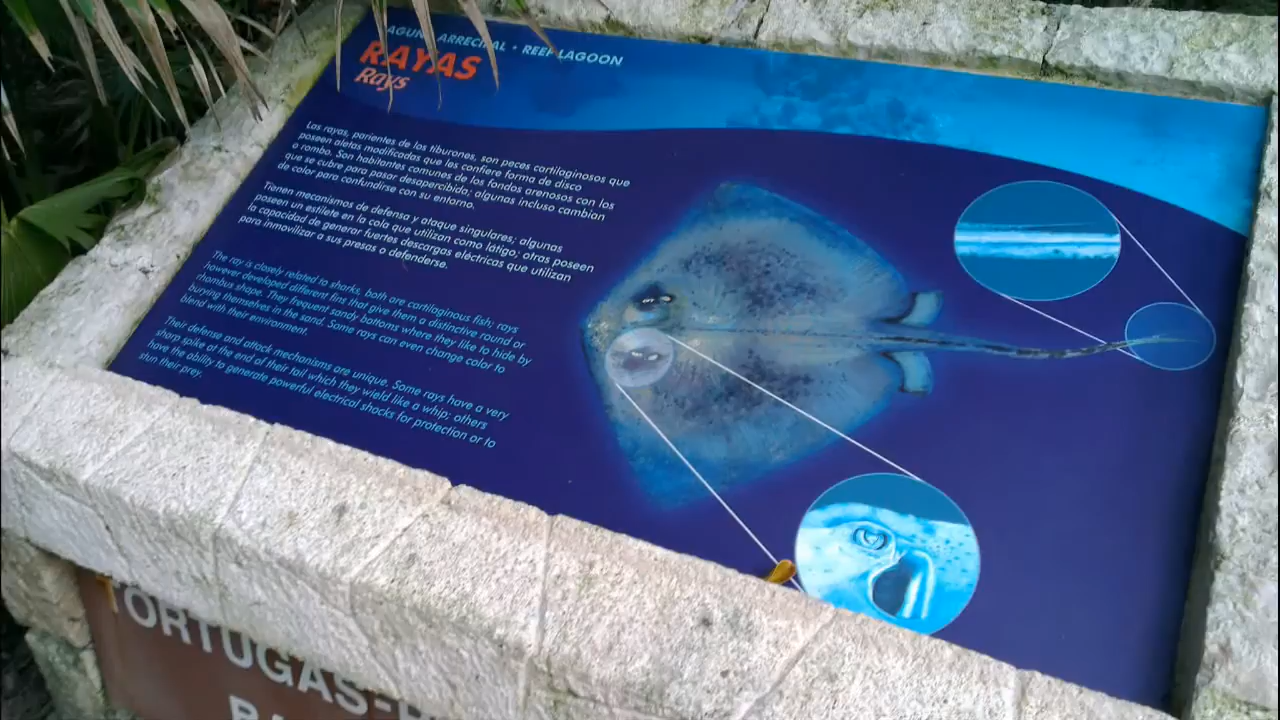 LAGUNA ARRECIFAL • REEF LAGOON
RAYAS
Rays
Las rayas, parientes de los tiburones, son peces cartilaginosos que
poseen aletas modificadas que les confiere forma de disco
o rombo. Son habitantes comunes de los fondos arenosos con los
que se cubre para pasar desapercibida; algunas incluso cambian
de color para confundirse con su entorno.
Tienen mecanismos de defensa y ataque singulares; algunas
poseen un estilete en la cola que utilizan como látigo; otras poseen
la capacidad de generar fuertes descargas eléctricas que utilizan
para inmovilizar a sus presas o defenderse.
The ray is closely related to sharks, both are cartilaginous fish; rays
however developed different fins that give them a distinctive round or
rhombus shape. They frequent sandy bottoms where they like to hide by
burying themselves in the sand. Some rays can even change color to
blend with their environment.
Their defense and attack mechanisms are unique. Some rays have a very
sharp spike at the end of their tail which they wield like a whip; others
have the ability to generate powerful electrical shocks for protection or to
stun their prey.
TORTUGAS-